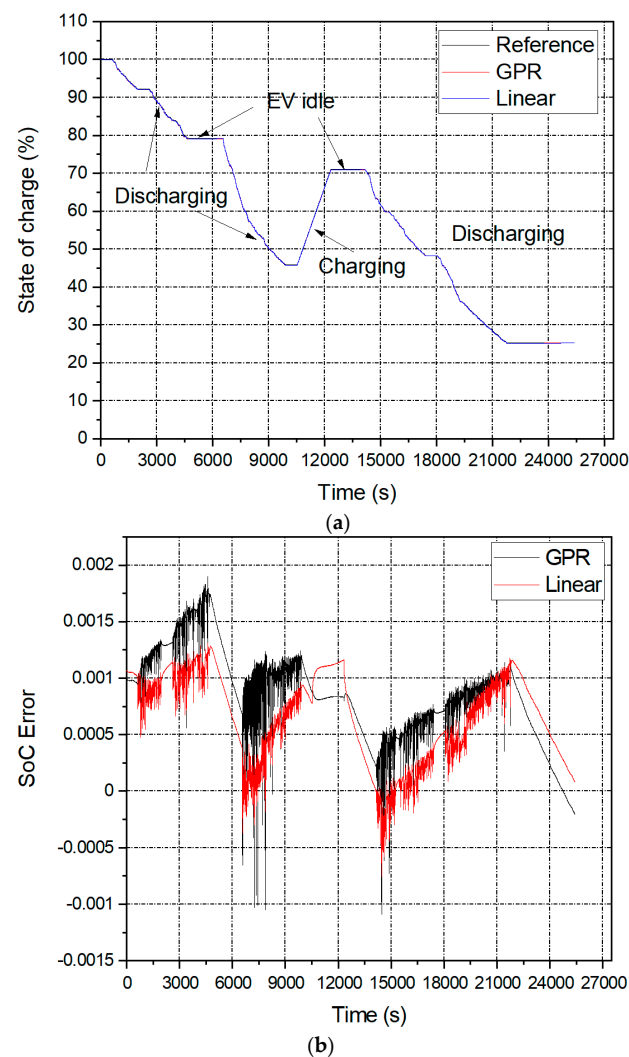 110
100
90
80
70
60
50
40
30
20
10
0
State of charge (%)
Reference
GPR
Linear
EV idle
Discharging
Charging
Discharging
0 3000 6000 9000 12000 15000 18000 21000 24000 27000
Time (s)
(a)
0.002
0.0015
0.001
0.0005
0
-0.0005
-0.001
-0.0015
SoC Error
GPR
Linear
0 3000 6000 9000 12000 15000 18000 21000 24000 27000
Time (s)
(b)